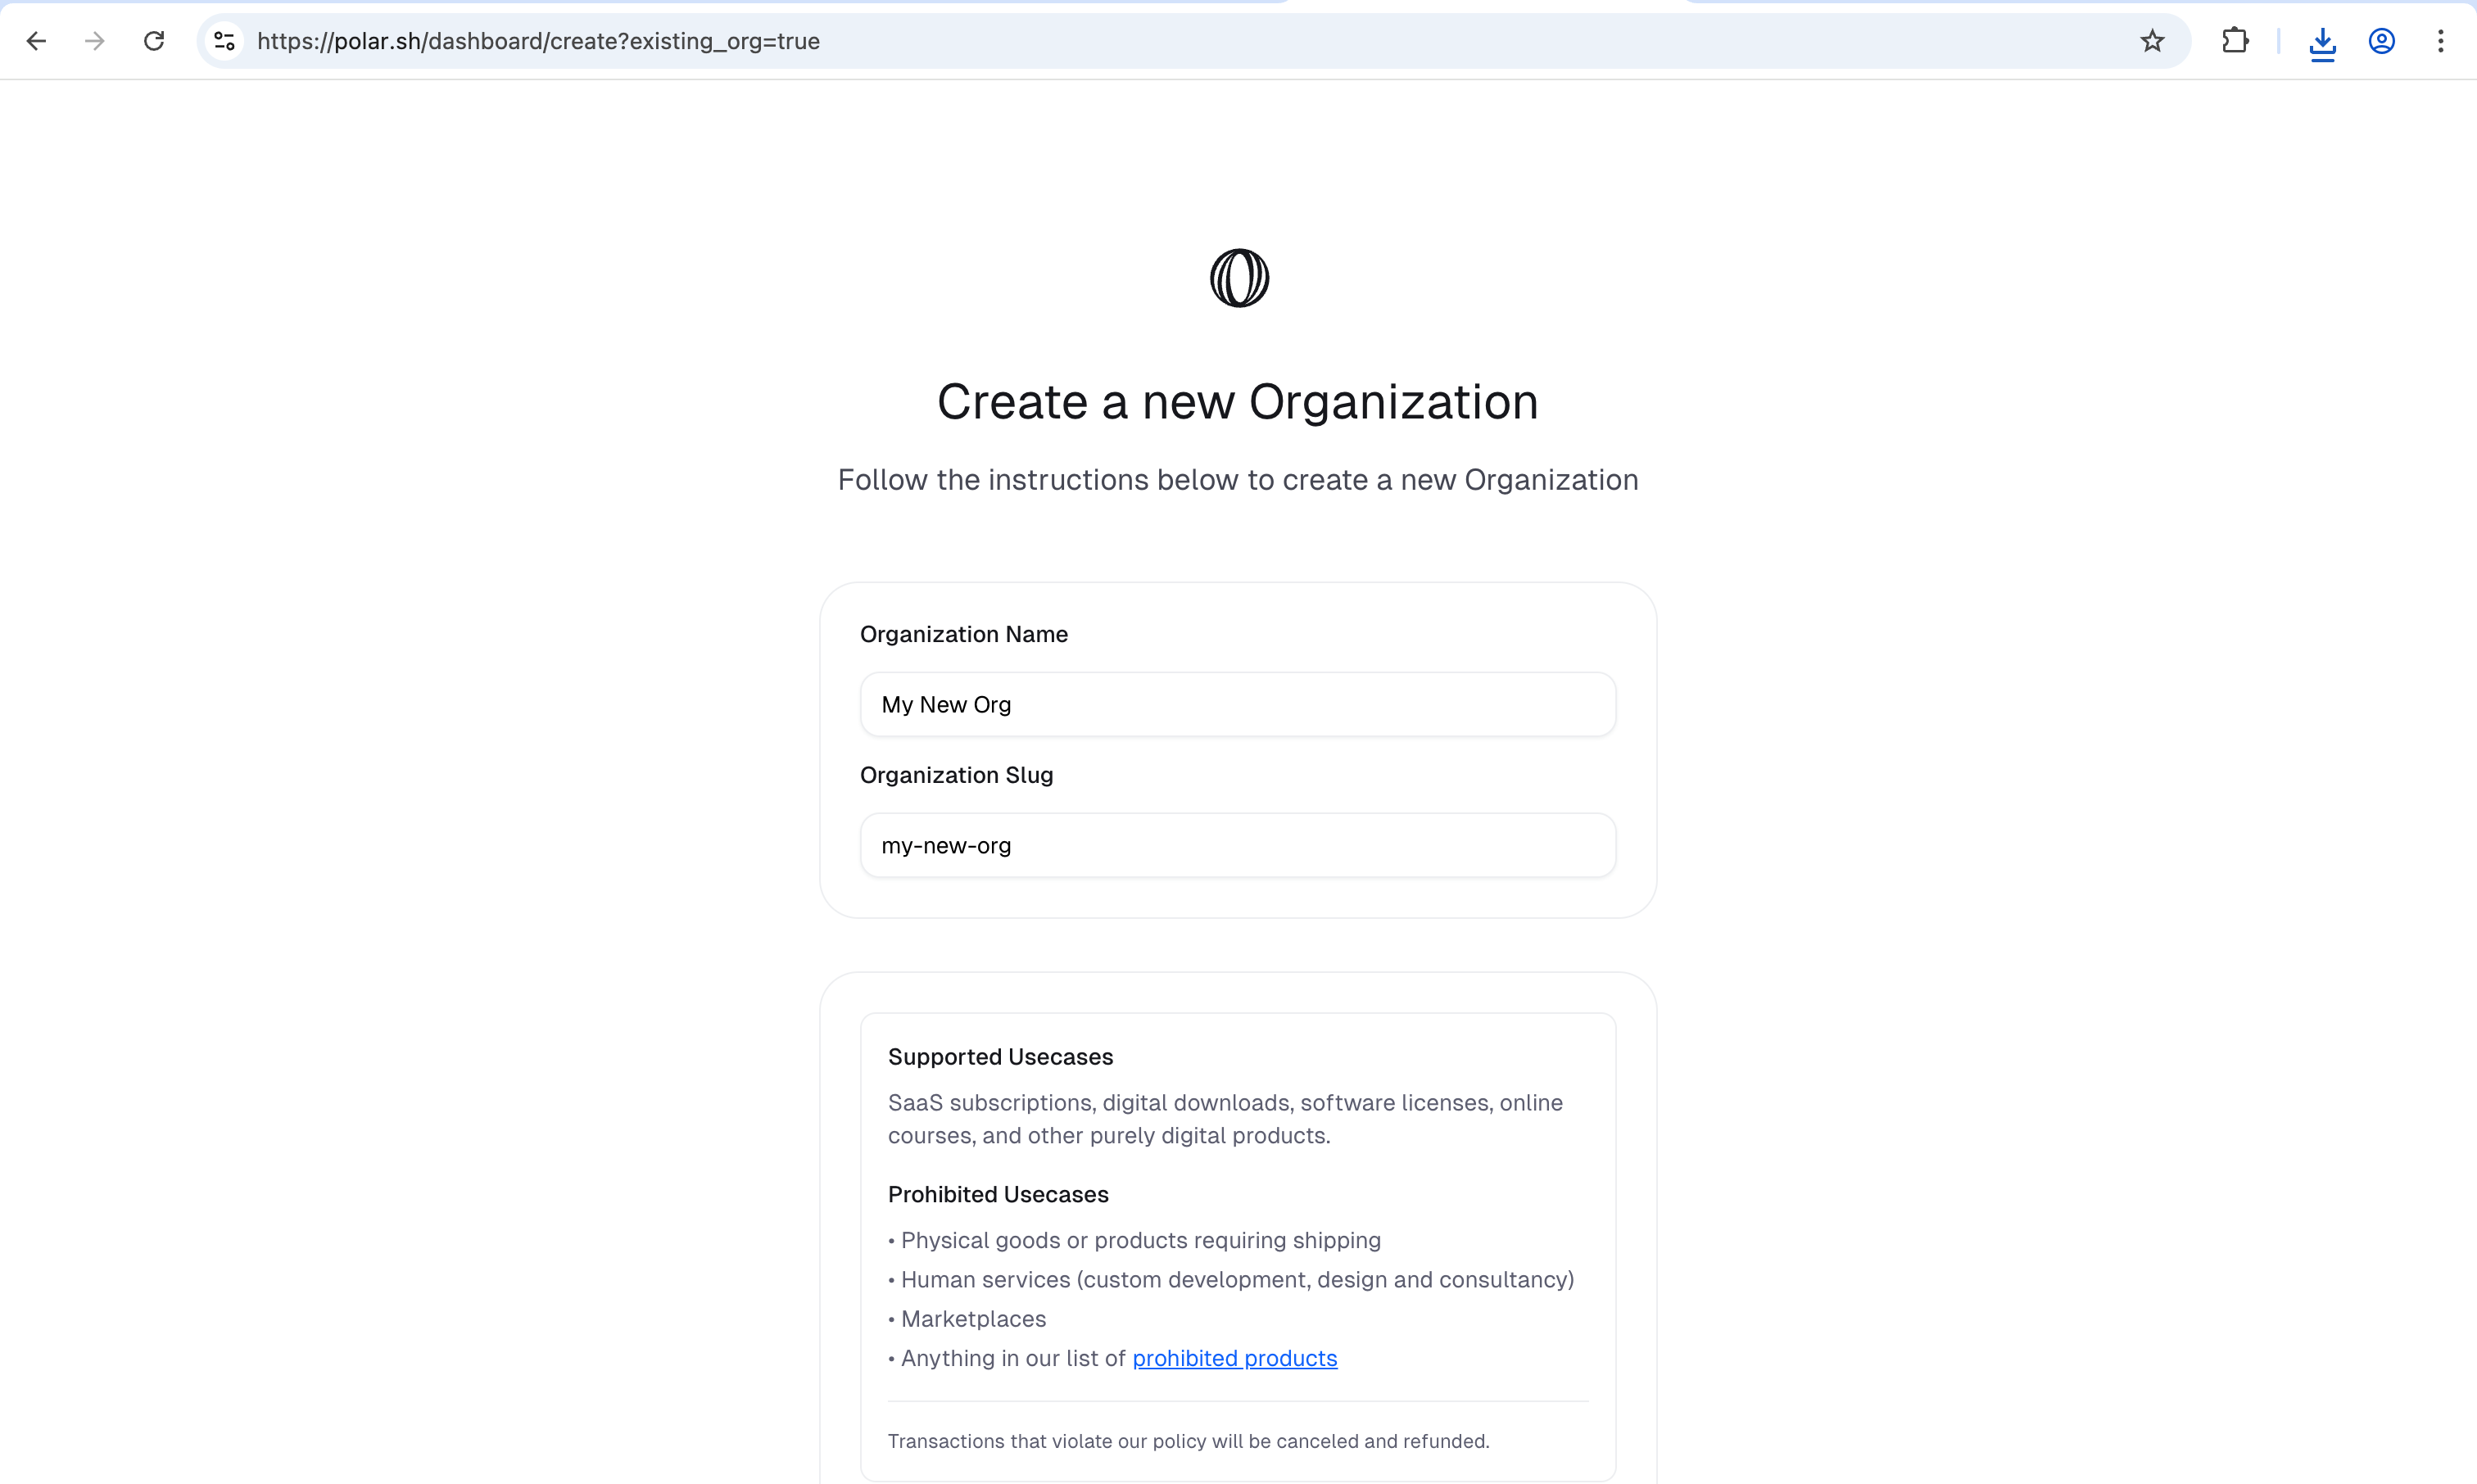 https://polar.sh/dashboard/create?existing_org=true
Create a new Organization
Follow the instructions below to create a new Organization
Organization Name
My New Org
Organization Slug
my-new-org
Supported Usecases
SaaS subscriptions, digital downloads, software licenses, online
courses, and other purely digital products.
Prohibited Usecases
• Physical goods or products requiring shipping
• Human services (custom development, design and consultancy)
• Marketplaces
• Anything in our list of prohibited products
Transactions that violate our policy will be canceled and refunded.